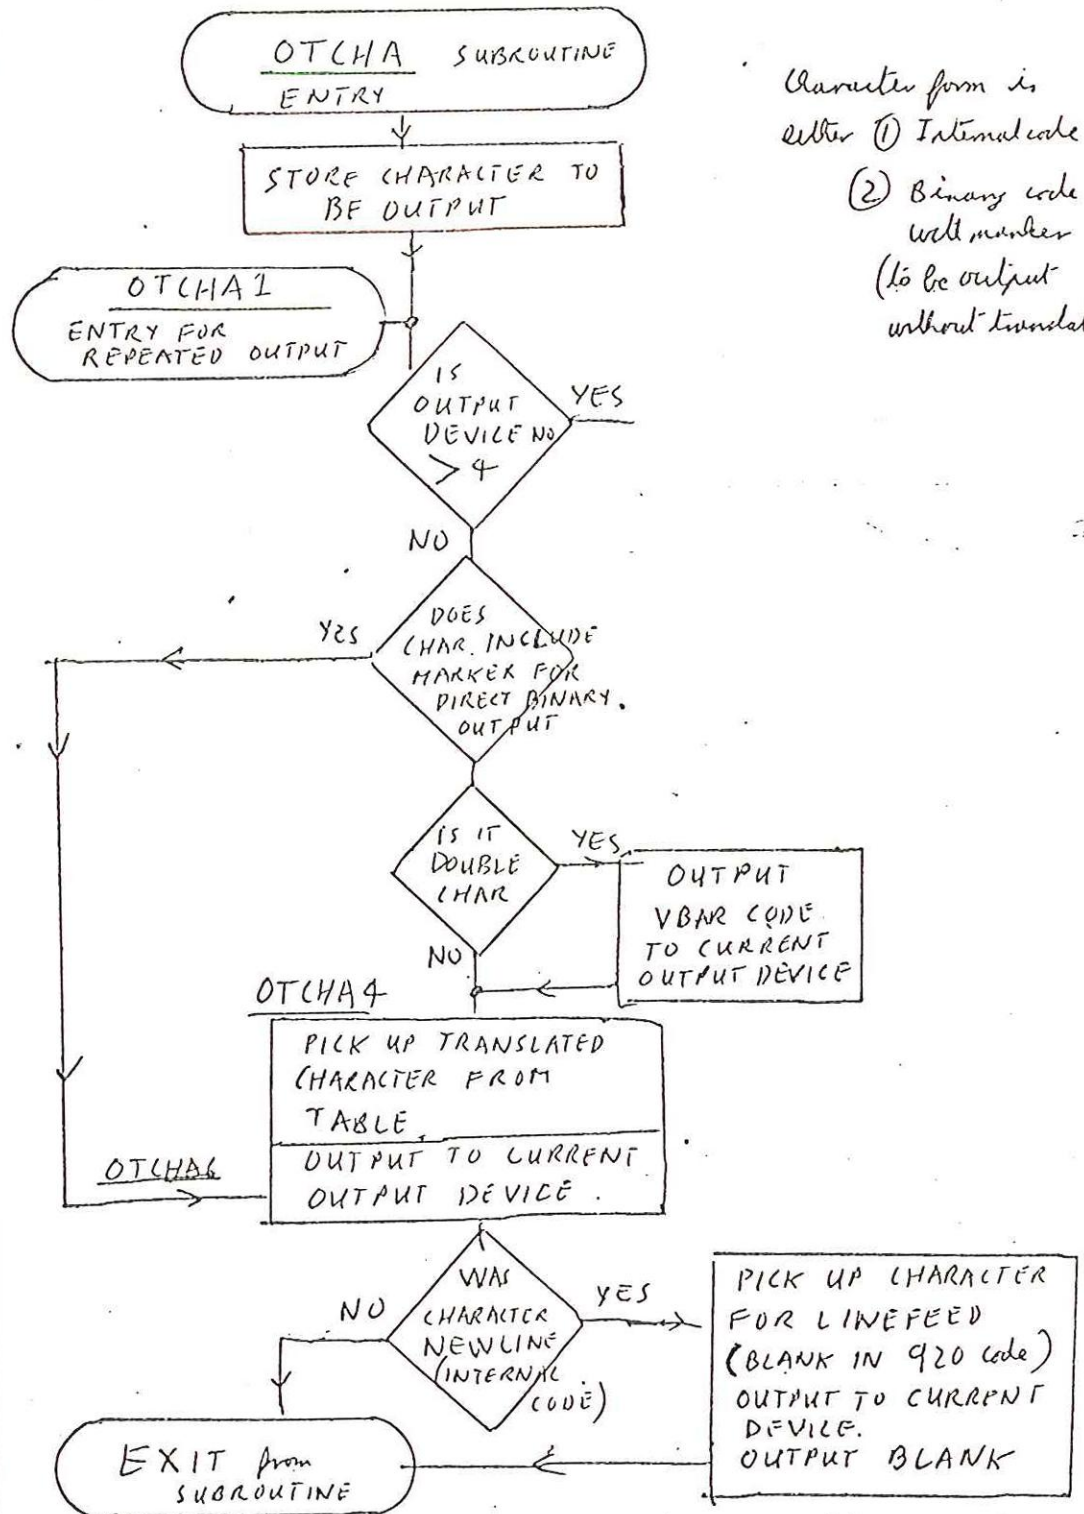 OTCHA SUBROUTINE
ENTRY
Character form is
either ① Internal code
② Binary code
with marker
(to be output
without translat
STORE CHARACTER TO
BE OUTPUT
OTCHA1
ENTRY FOR
REPEATED OUTPUT
IS
OUTPUT
DEVICE NO
> 4
YES
NO
DOES
CHAR. INCLUDE
MARKER FOR
DIRECT BINARY.
OUTPUT
YES
IS IT
DOUBLE
CHAR
YES
NO
OUTPUT
VBAR CODE
TO CURRENT
OUTPUT DEVICE
OTCHA4
PICK UP TRANSLATED
CHARACTER FROM
TABLE.
OTCHA6
OUTPUT TO CURRENT
OUTPUT DEVICE.
WAS
CHARACTER
NEWLINE
(INTERNAL
CODE)
NO
YES
PICK UP CHARACTER
FOR LINEFEED
(BLANK IN 920 code)
OUTPUT TO CURRENT
DEVICE.
OUTPUT BLANK
EXIT from
SUBROUTINE